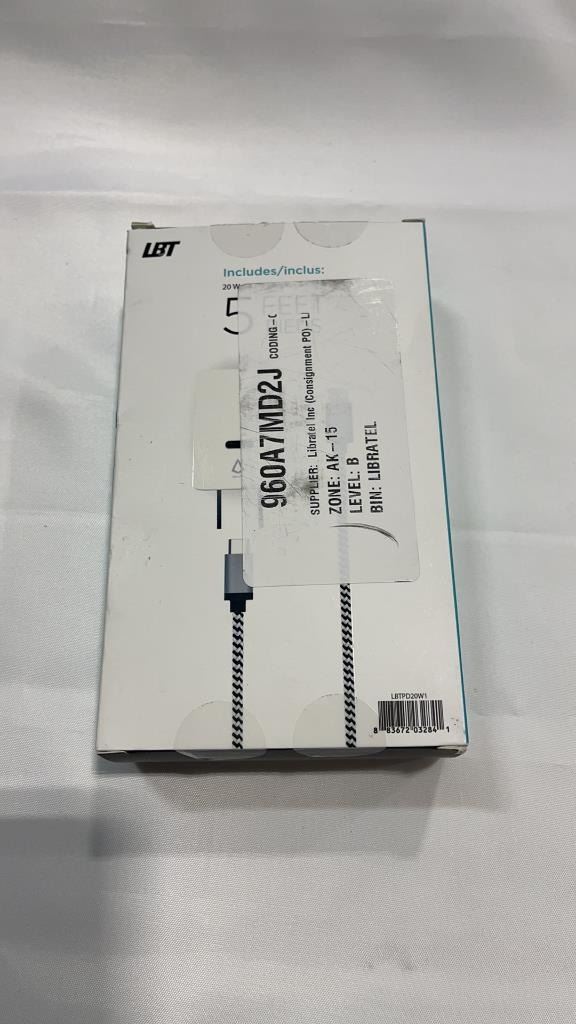 LBT
Includes/inclus:
20 W
5 FEET
960A7MD2J
CODING-C
SUPPLIER: Libratel Inc (Consignment PO)-LI
ZONE: AK-15
LEVEL: B
BIN: LIBRATEL
LBTPD20W1
8 83672 03284 1